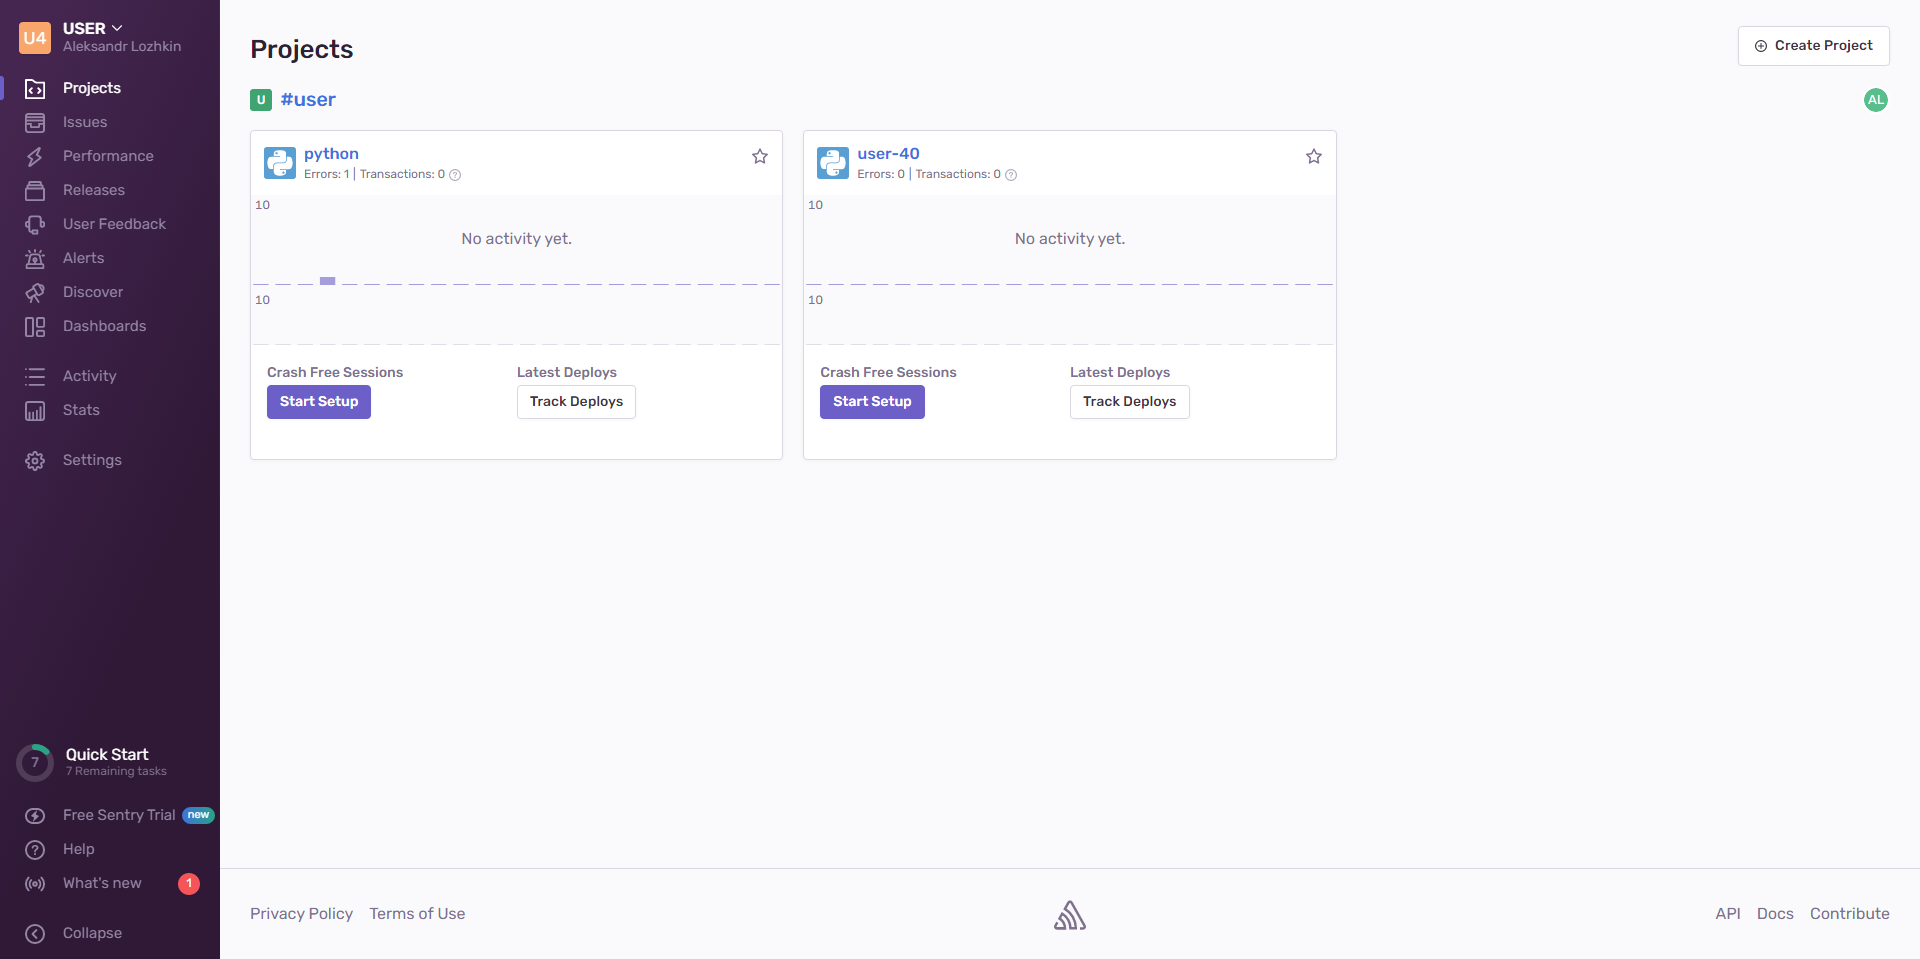 U4
USER
Aleksandr Lozhkin
Projects
Issues
Performance
Releases
User Feedback
Alerts
Discover
Dashboards
Activity
Stats
Settings
7
Quick Start
7 Remaining tasks
Free Sentry Trial new
Help
What's new 1
Collapse
Projects
Create Project
U #user
AL
python
Errors: 1 | Transactions: 0 ?
10
No activity yet.
10
Crash Free Sessions
Latest Deploys
Start Setup
Track Deploys
user-40
Errors: 0 | Transactions: 0 ?
10
No activity yet.
10
Crash Free Sessions
Latest Deploys
Start Setup
Track Deploys
Privacy Policy Terms of Use
API Docs Contribute